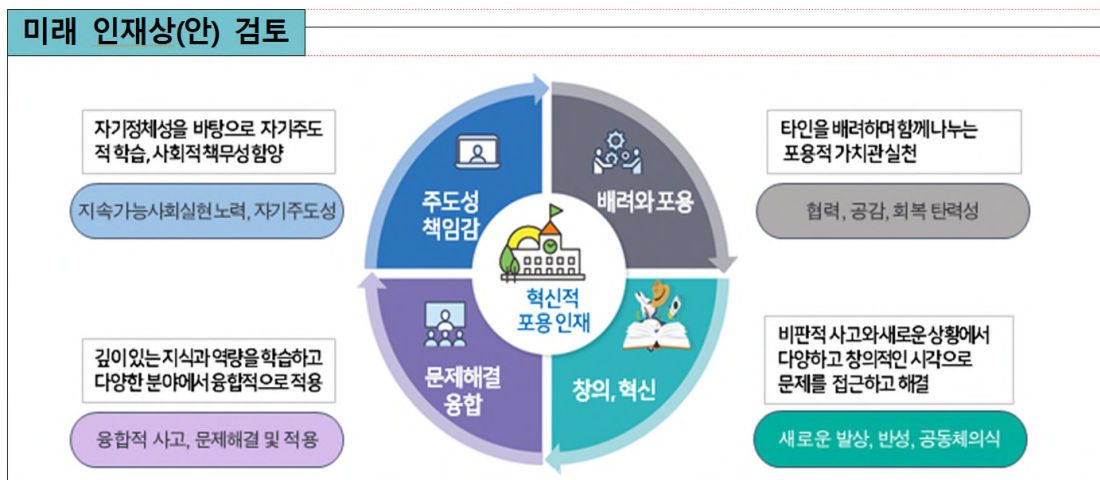 미래 인재상(안) 검토
자기정체성을 바탕으로 자기주도
적 학습, 사회적 책무성 함양
지속가능사회실현 노력, 자기주도성
주도성
책임감
배려와 포용
타인을 배려하며 함께 나누는
포용적 가치관 실천
협력, 공감, 회복 탄력성
혁신적
포용 인재
깊이 있는 지식과 역량을 학습하고
다양한 분야에서 융합적으로 적용
융합적 사고, 문제해결 및 적용
문제해결
융합
창의, 혁신
비판적 사고와 새로운 상황에서
다양하고 창의적인 시각으로
문제를 접근하고 해결
새로운 발상, 반성, 공동체의식